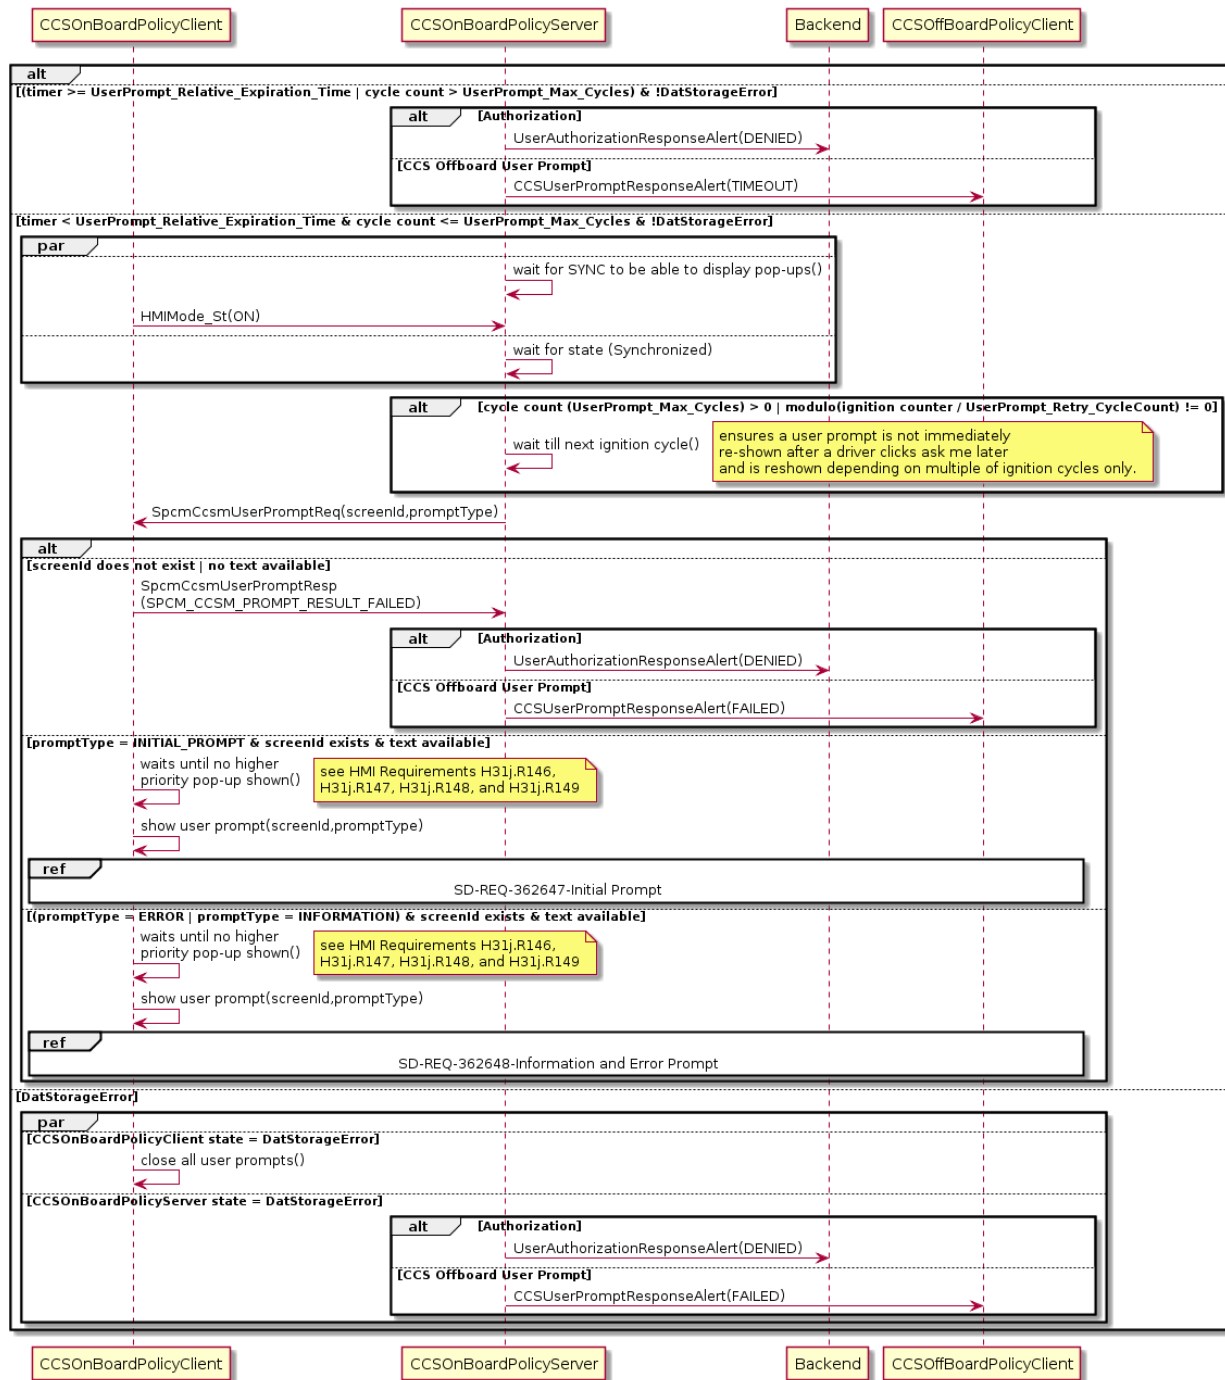 CCSOnBoardPolicyClient
CCSOnBoardPolicyServer
Backend
CCSOffBoardPolicyClient
alt
[(timer >= UserPrompt_Relative_Expiration_Time | cycle count > UserPrompt_Max_Cycles) & !DatStorageError]
alt
[Authorization]
UserAuthorizationResponseAlert(DENIED)
[CCS Offboard User Prompt]
CCSUserPromptResponseAlert(TIMEOUT)
[timer < UserPrompt_Relative_Expiration_Time & cycle count <= UserPrompt_Max_Cycles & !DatStorageError]
par
wait for SYNC to be able to display pop-ups()
HMIMode_St(ON)
wait for state (Synchronized)
alt
[cycle count (UserPrompt_Max_Cycles) > 0 | modulo(ignition counter / UserPrompt_Retry_CycleCount) != 0]
wait till next ignition cycle()
ensures a user prompt is not immediately
re-shown after a driver clicks ask me later
and is reshown depending on multiple of ignition cycles only.
SpcmCcsmUserPromptReq(screenId,promptType)
alt
[screenId does not exist | no text available]
SpcmCcsmUserPromptResp
(SPCM_CCSM_PROMPT_RESULT_FAILED)
alt
[Authorization]
UserAuthorizationResponseAlert(DENIED)
[CCS Offboard User Prompt]
CCSUserPromptResponseAlert(FAILED)
[promptType = INITIAL_PROMPT & screenId exists & text available]
waits until no higher
priority pop-up shown()
see HMI Requirements H31j.R146,
H31j.R147, H31j.R148, and H31j.R149
show user prompt(screenId,promptType)
ref
SD-REQ-362647-Initial Prompt
[(promptType = ERROR | promptType = INFORMATION) & screenId exists & text available]
waits until no higher
priority pop-up shown()
see HMI Requirements H31j.R146,
H31j.R147, H31j.R148, and H31j.R149
show user prompt(screenId,promptType)
ref
SD-REQ-362648-Information and Error Prompt
[DatStorageError]
par
[CCSOnBoardPolicyClient state = DatStorageError]
close all user prompts()
[CCSOnBoardPolicyServer state = DatStorageError]
alt
[Authorization]
UserAuthorizationResponseAlert(DENIED)
[CCS Offboard User Prompt]
CCSUserPromptResponseAlert(FAILED)
CCSOnBoardPolicyClient
CCSOnBoardPolicyServer
Backend
CCSOffBoardPolicyClient